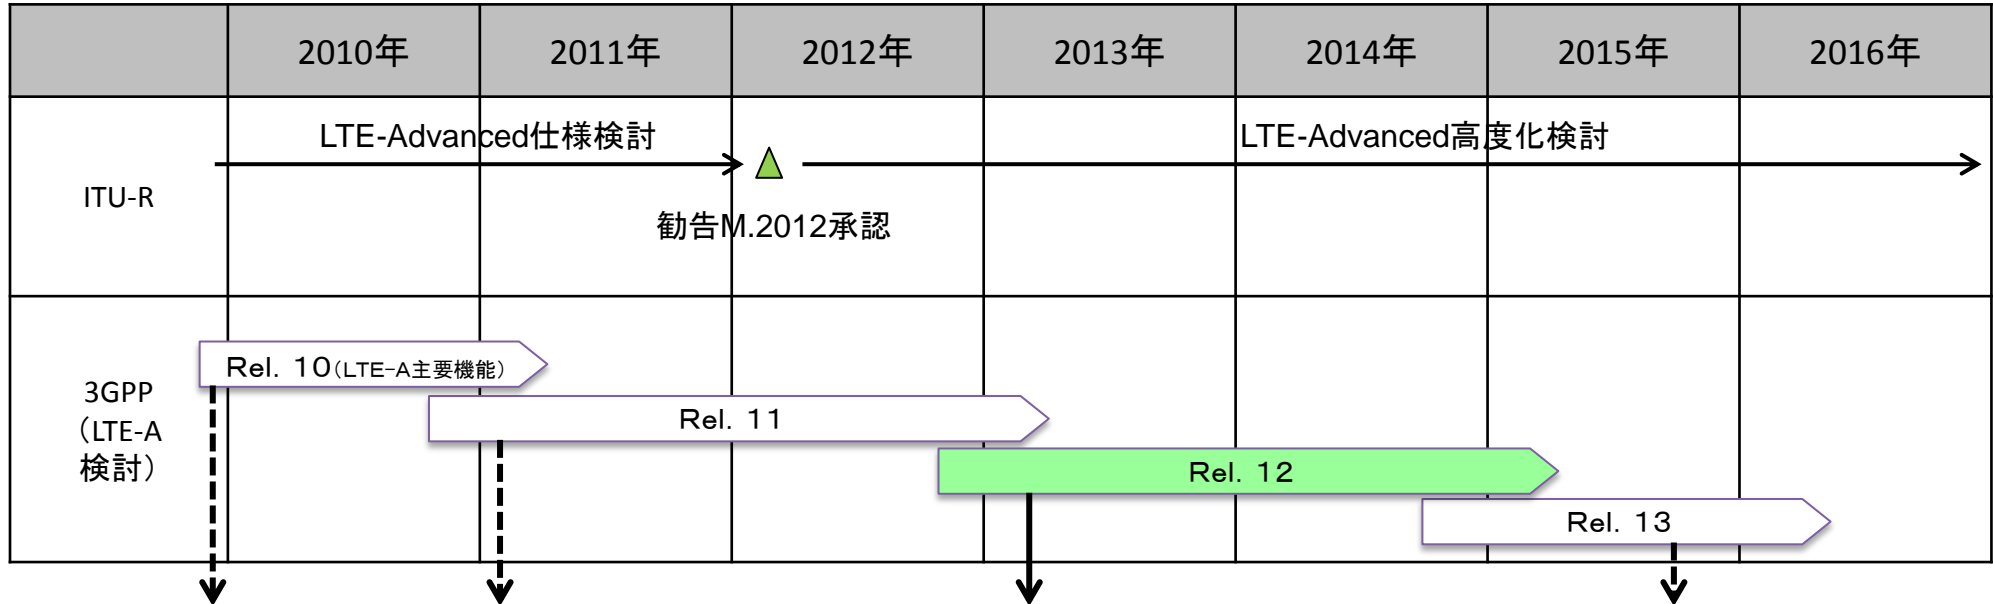 2010年 2011年 2012年 2013年 2014年 2015年 2016年
ITU-R
LTE-Advanced仕様検討
LTE-Advanced高度化検討
勧告M.2012承認
3GPP
（LTE-A
検討）
Rel. 10（LTE-A主要機能）
Rel. 11
Rel. 12
Rel. 13